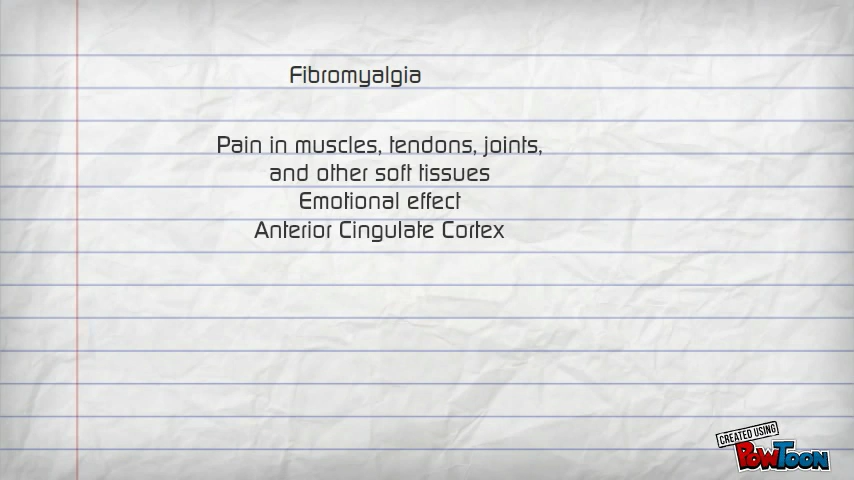 Fibromyalgia
Pain in muscles, tendons, joints,
and other soft tissues
Emotional effect
Anterior Cingulate Cortex
CREATED USING
POWTOON